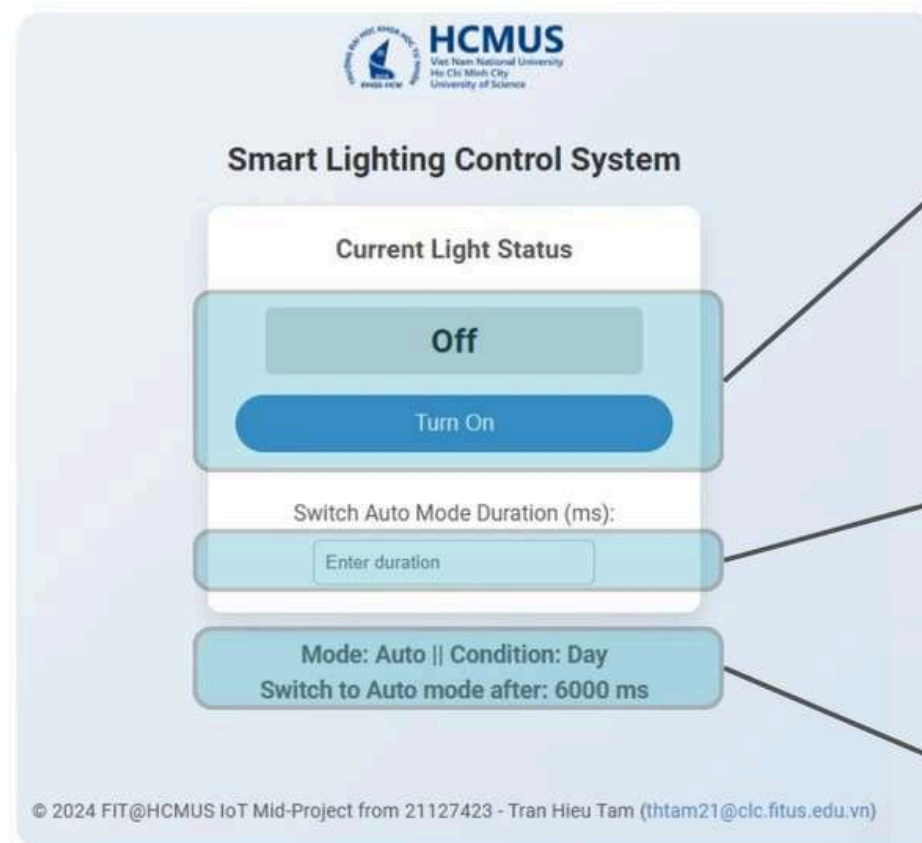 HCMUS
Viet Nam National University
Ho Chi Minh City
University of Science
Smart Lighting Control System
Current Light Status
Off
Turn On
Switch Auto Mode Duration (ms):
Enter duration
Mode: Auto || Condition: Day
Switch to Auto mode after: 6000 ms
© 2024 FIT@HCMUS IoT Mid-Project from 21127423 - Tran Hieu Tam (thtam21@clc.fitus.edu.vn)